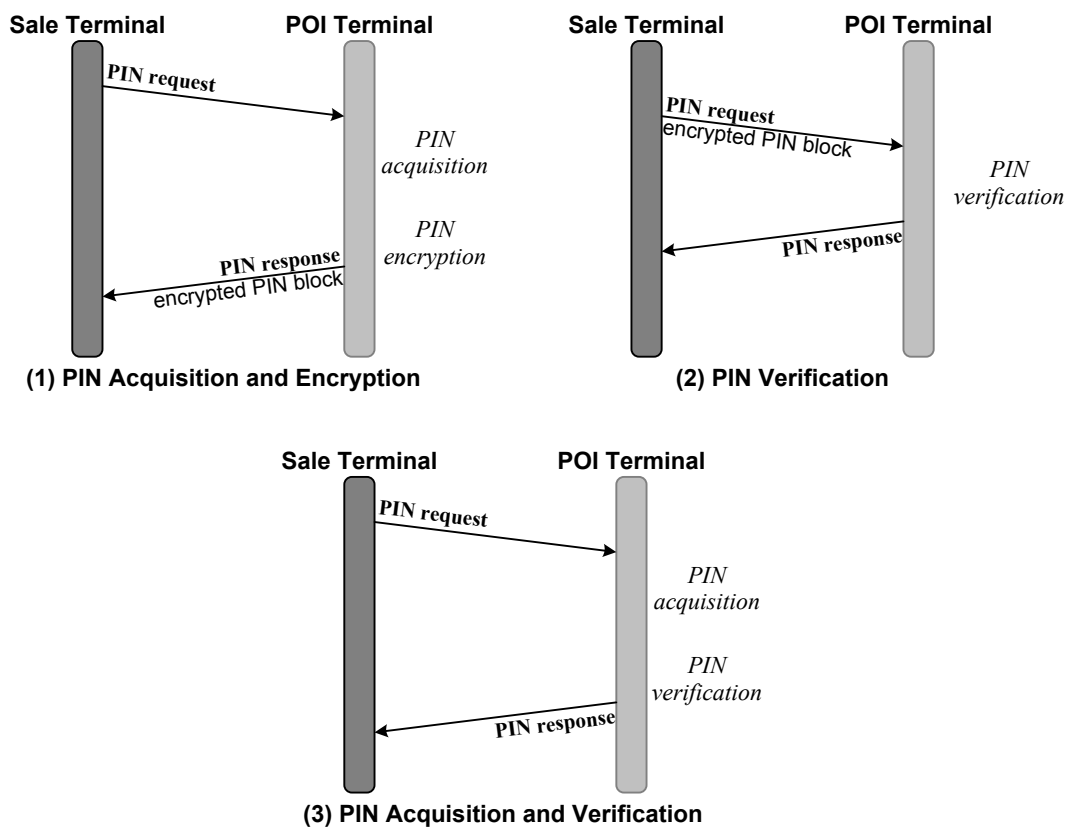 Sale Terminal
POI Terminal
PIN request
PIN
acquisition
PIN
encryption
PIN response
encrypted PIN block
(1) PIN Acquisition and Encryption
Sale Terminal
POI Terminal
PIN request
encrypted PIN block
PIN
verification
PIN response
(2) PIN Verification
Sale Terminal
POI Terminal
PIN request
PIN
acquisition
PIN
verification
PIN response
(3) PIN Acquisition and Verification